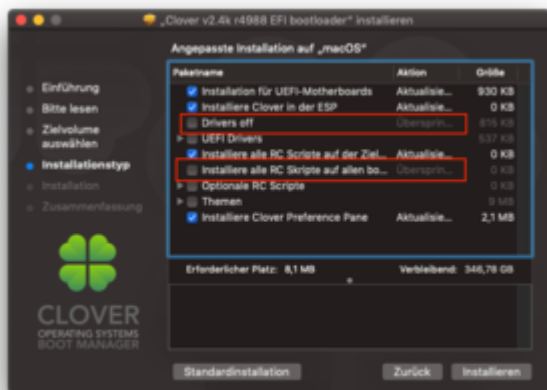 „Clover v2.4k r4988 EFI bootloader“ installieren
Angepasste Installation auf „macOS“
Paketname Aktion Größe
Einführung
Bitte lesen
Zielvolume
auswählen
Installationstyp
Installation
Zusammenfassung
Installation für UEFI-Motherboards Aktualisie... 930 KB
Installiere Clover in der ESP Aktualisie... 0 KB
Drivers off Übersprin... 815 KB
UEFI Drivers 537 KB
Installiere alle RC Scripte auf der Ziel... Aktualisie... 0 KB
Installiere alle RC Skripte auf allen bo... Übersprin... 0 KB
Optionale RC Scripte 0 KB
Themen 9 MB
Installiere Clover Preference Pane Aktualisie... 2,1 MB
Erforderlicher Platz: 8,1 MB Verbleibend: 346,78 GB
CLOVER
OPERATING SYSTEMS
BOOT MANAGER
Standardinstallation Zurück Installieren